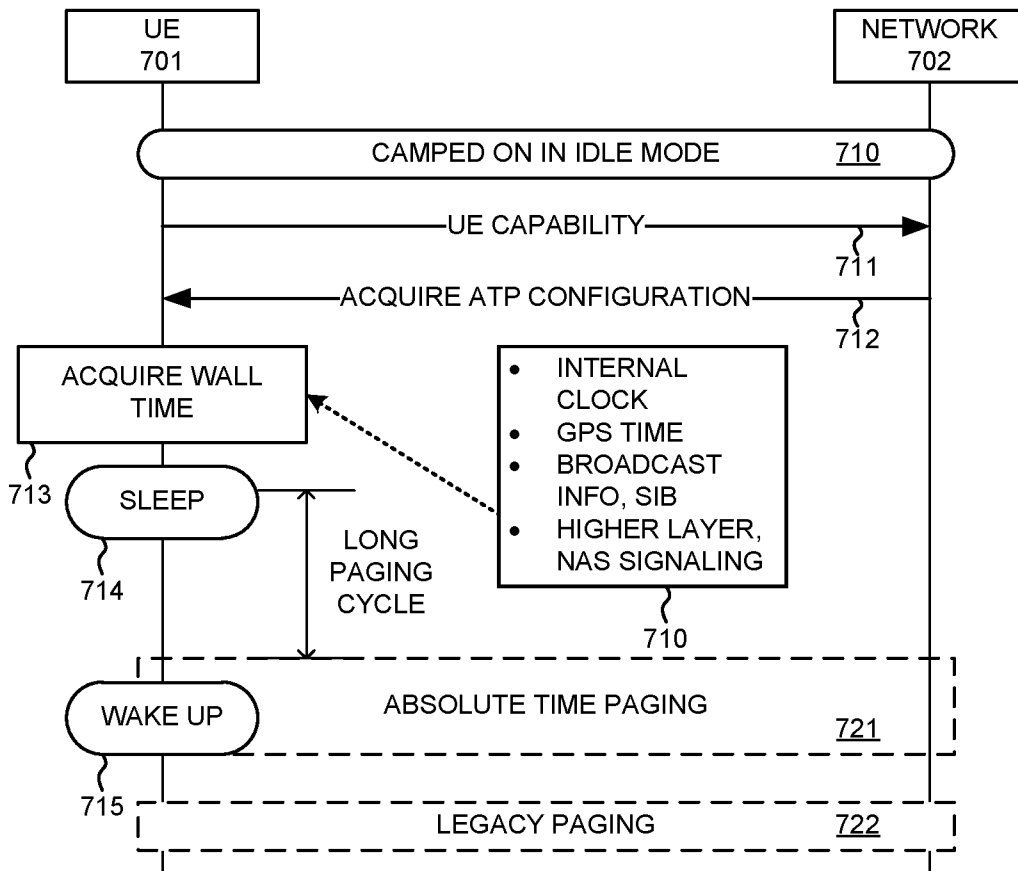 UE
701
NETWORK
702
CAMPED ON IN IDLE MODE 710
UE CAPABILITY
711
ACQUIRE ATP CONFIGURATION
712
ACQUIRE WALL
TIME
713
• INTERNAL
CLOCK
• GPS TIME
• BROADCAST
INFO, SIB
• HIGHER LAYER,
NAS SIGNALING
710
SLEEP
714
LONG
PAGING
CYCLE
ABSOLUTE TIME PAGING
721
WAKE UP
715
LEGACY PAGING 722